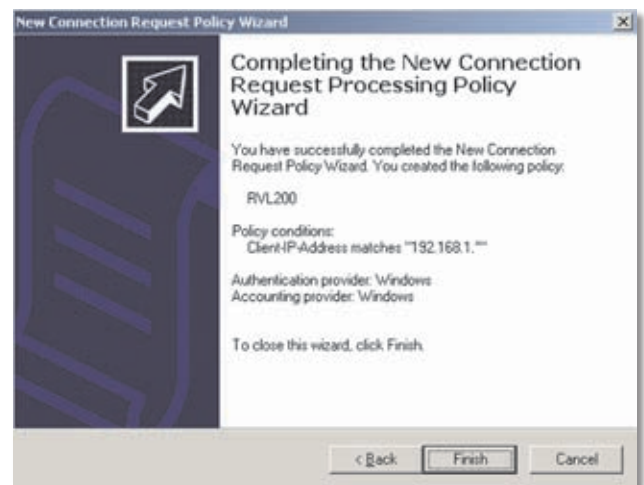 New Connection Request Policy Wizard
Completing the New Connection
Request Processing Policy
Wizard
You have successfully completed the New Connection
Request Policy Wizard. You created the following policy:
RVL200
Policy conditions:
Client-IP-Address matches "192.168.1.*"
Authentication provider: Windows
Accounting provider: Windows
To close this wizard, click Finish.
< Back
Finish
Cancel